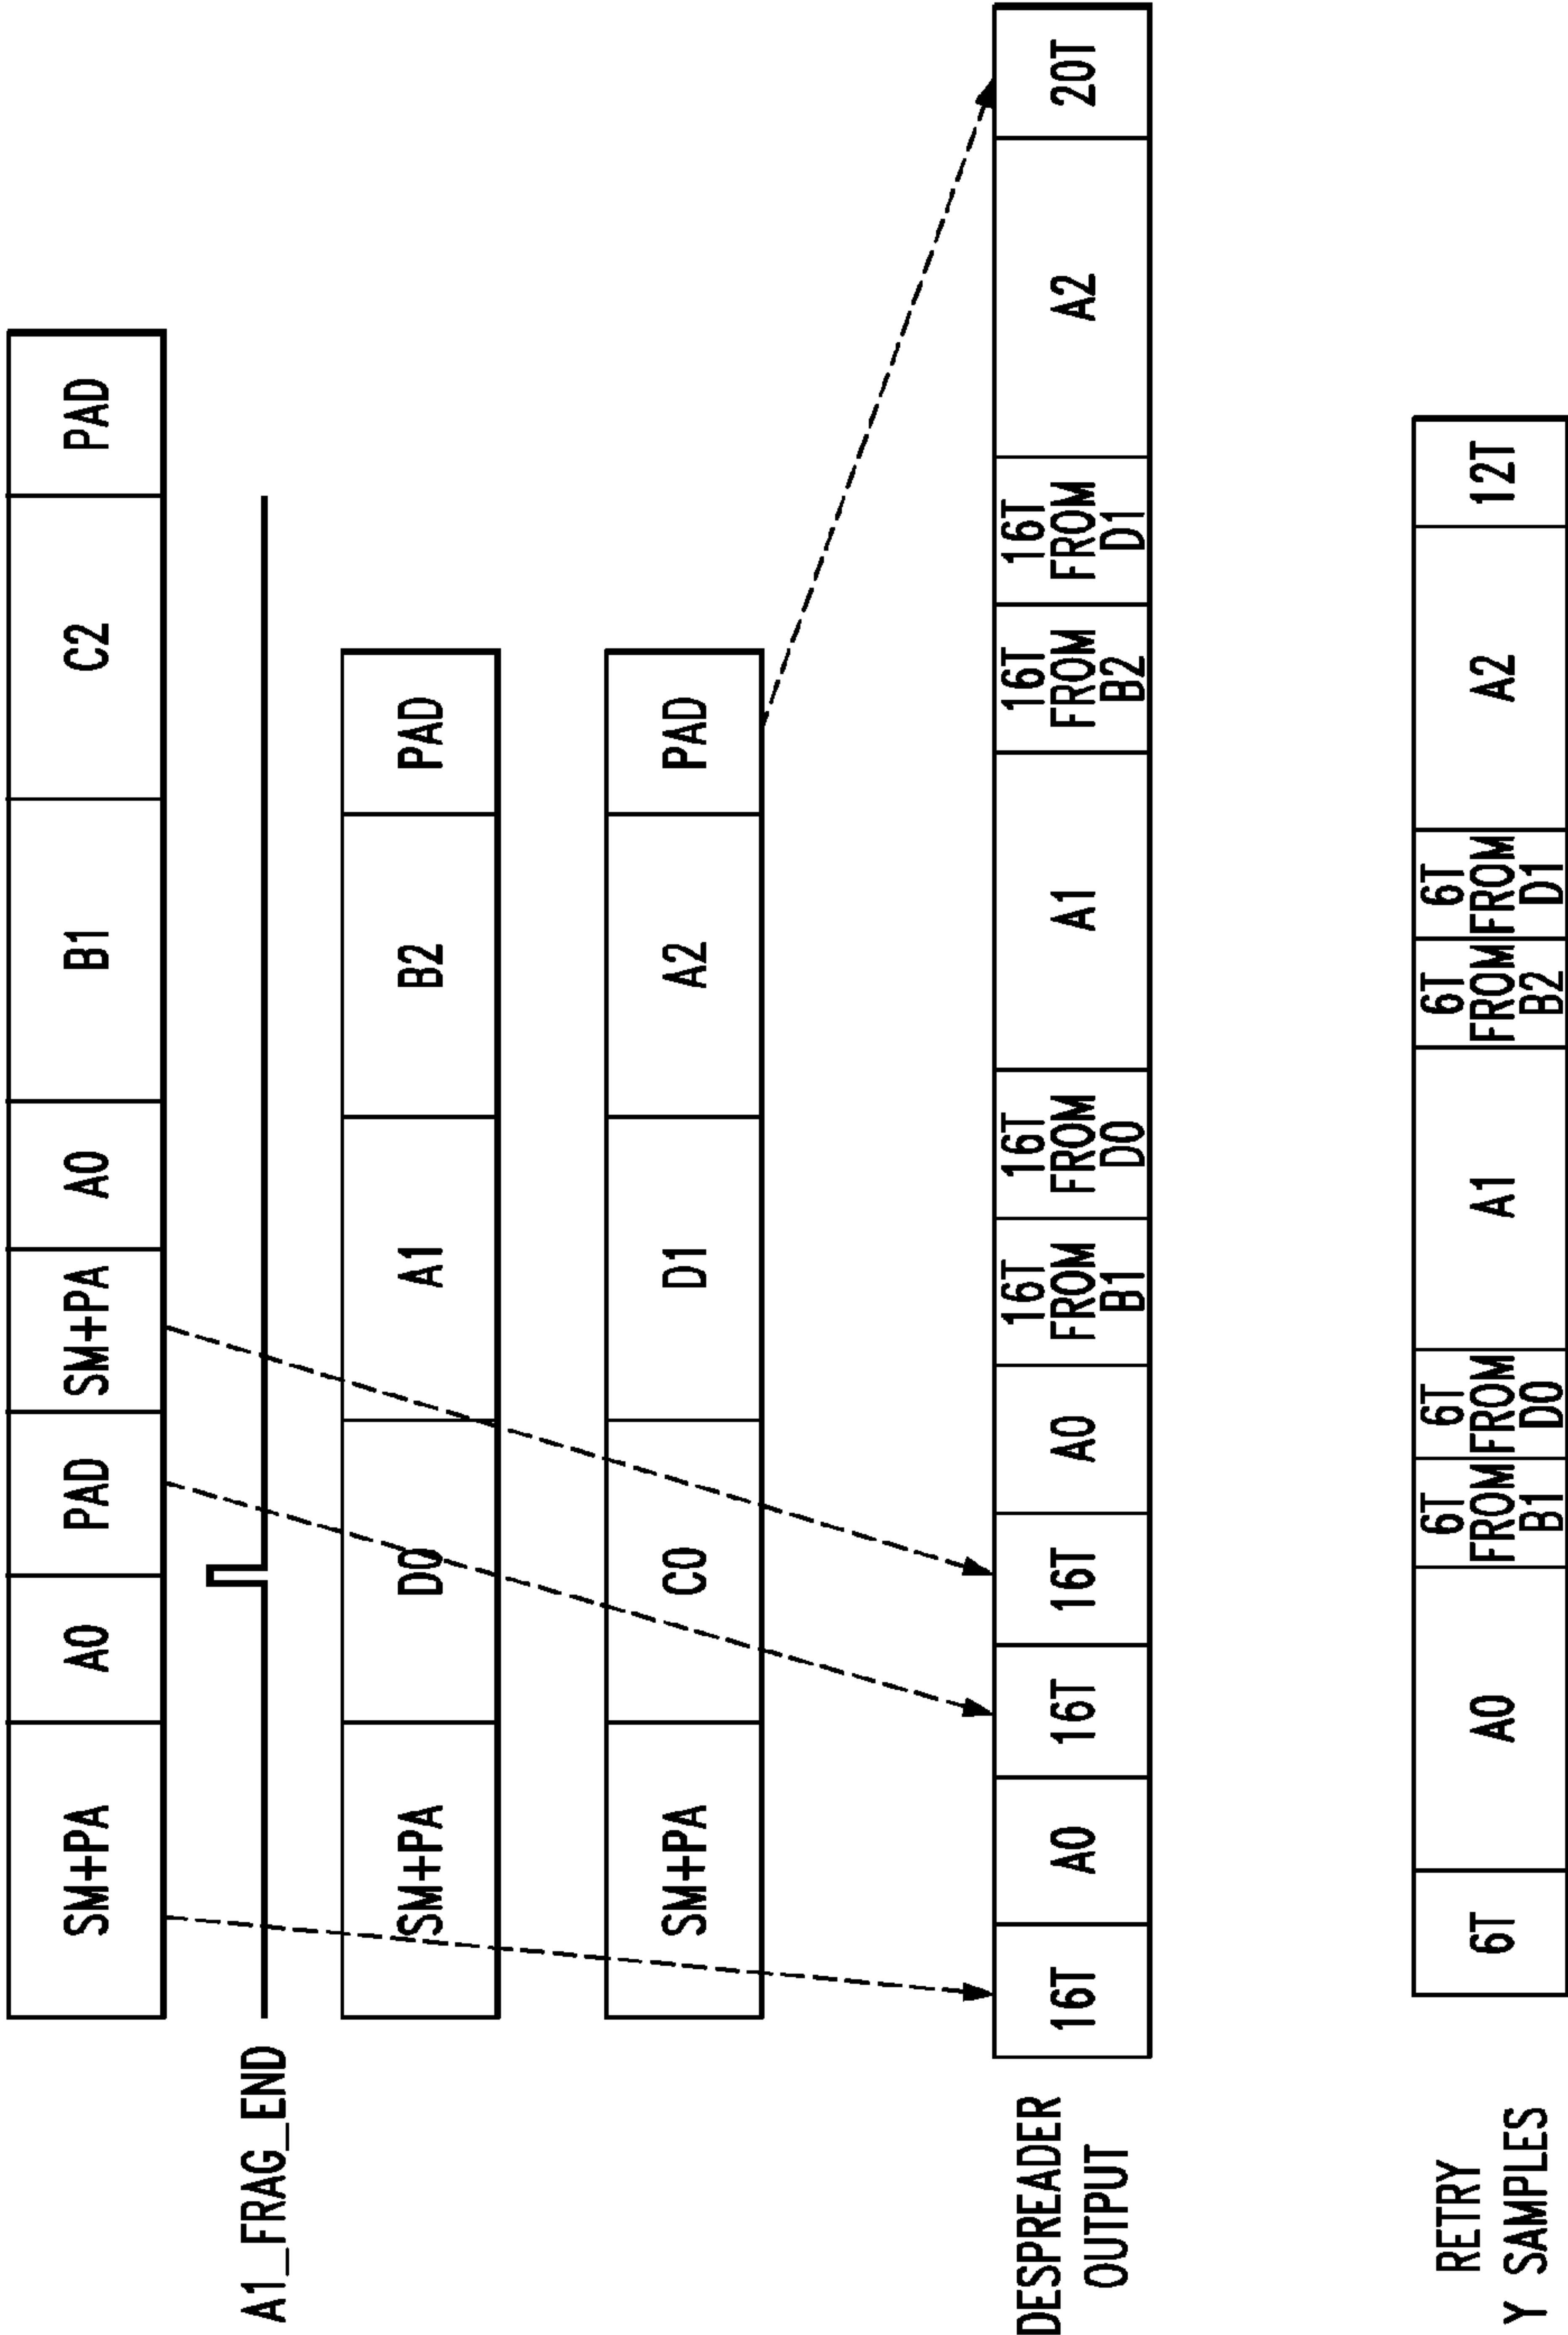 SM+PA
A0
PAD
SM+PA
A0
B1
C2
PAD
A1_FRAG_END
SM+PA
D0
A1
B2
PAD
SM+PA
C0
D1
A2
PAD
DESPREADER
OUTPUT
16T
A0
16T
16T
A0
16T
FROM
B1
16T
FROM
D0
A1
16T
FROM
B2
16T
FROM
D1
A2
20T
RETRY
Y SAMPLES
6T
A0
6T
FROM
B1
6T
FROM
D0
A1
6T
FROM
B2
6T
FROM
D1
A2
12T